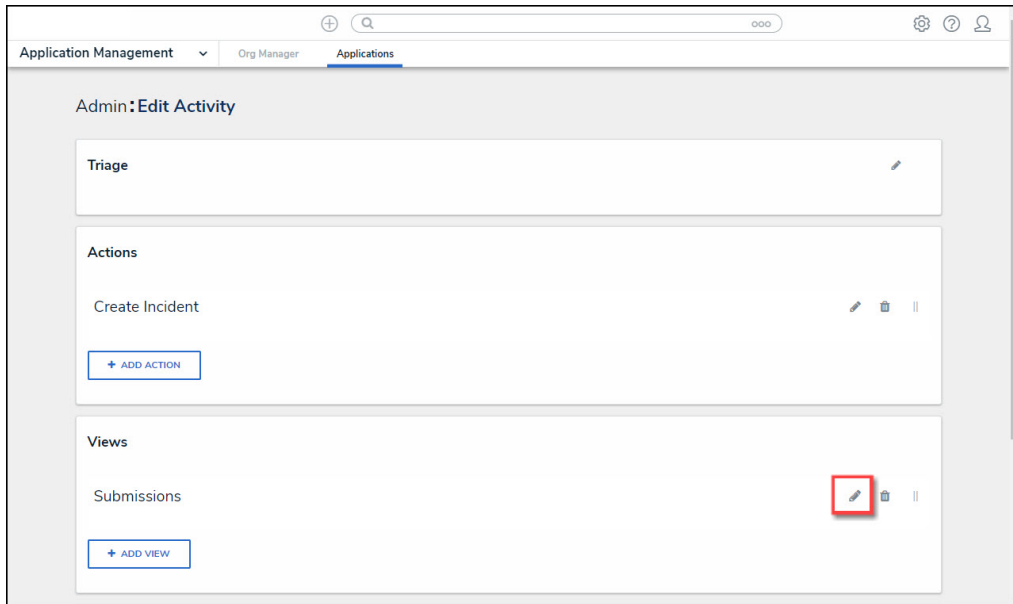 Application Management
Org Manager
Applications
Admin:Edit Activity
Triage
Actions
Create Incident
+ ADD ACTION
Views
Submissions
+ ADD VIEW